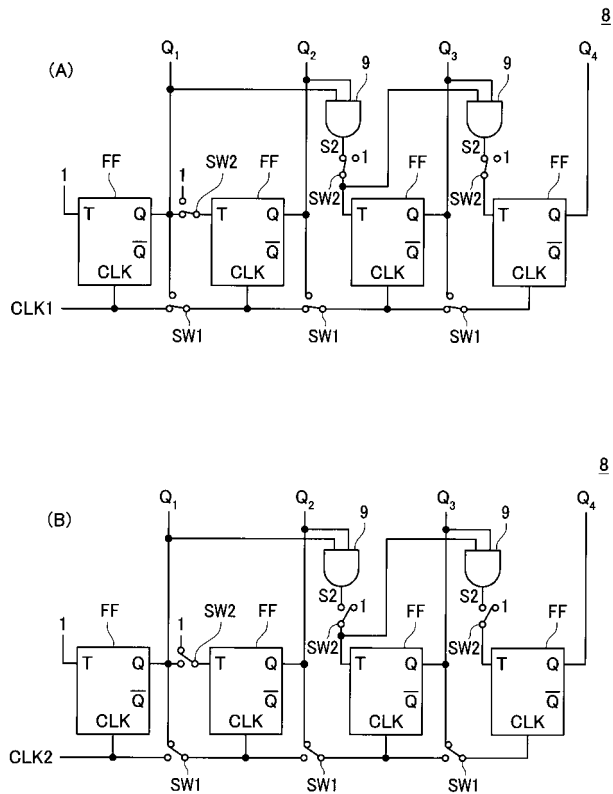 8
(A)
Q1 Q2 Q3 Q4
9 9
S2 1 S2 1
1 FF 1 SW2 FF SW2 FF SW2 FF
T Q T Q T Q T Q
Q̅ Q̅ Q̅ Q̅
CLK CLK CLK CLK
CLK1
SW1 SW1 SW1
8
(B)
Q1 Q2 Q3 Q4
9 9
S2 1 S2 1
1 FF 1 SW2 FF SW2 FF SW2 FF
T Q T Q T Q T Q
Q̅ Q̅ Q̅ Q̅
CLK CLK CLK CLK
CLK2
SW1 SW1 SW1